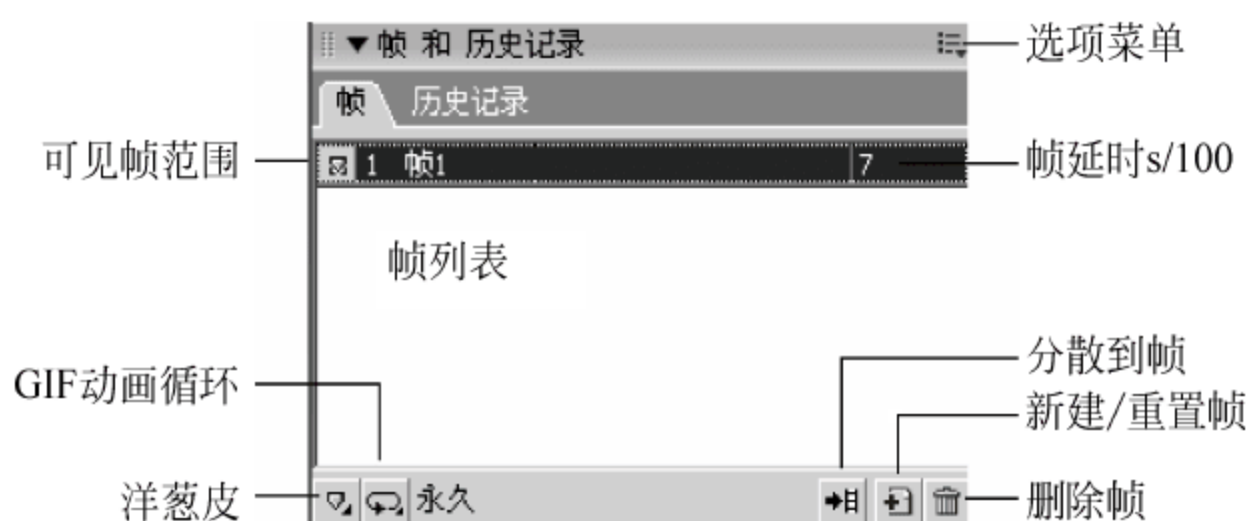 帧 和 历史记录
选项菜单
帧 历史记录
可见帧范围
1 帧1 7
帧延时s/100
帧列表
GIF动画循环
分散到帧
新建/重置帧
洋葱皮
永久
删除帧